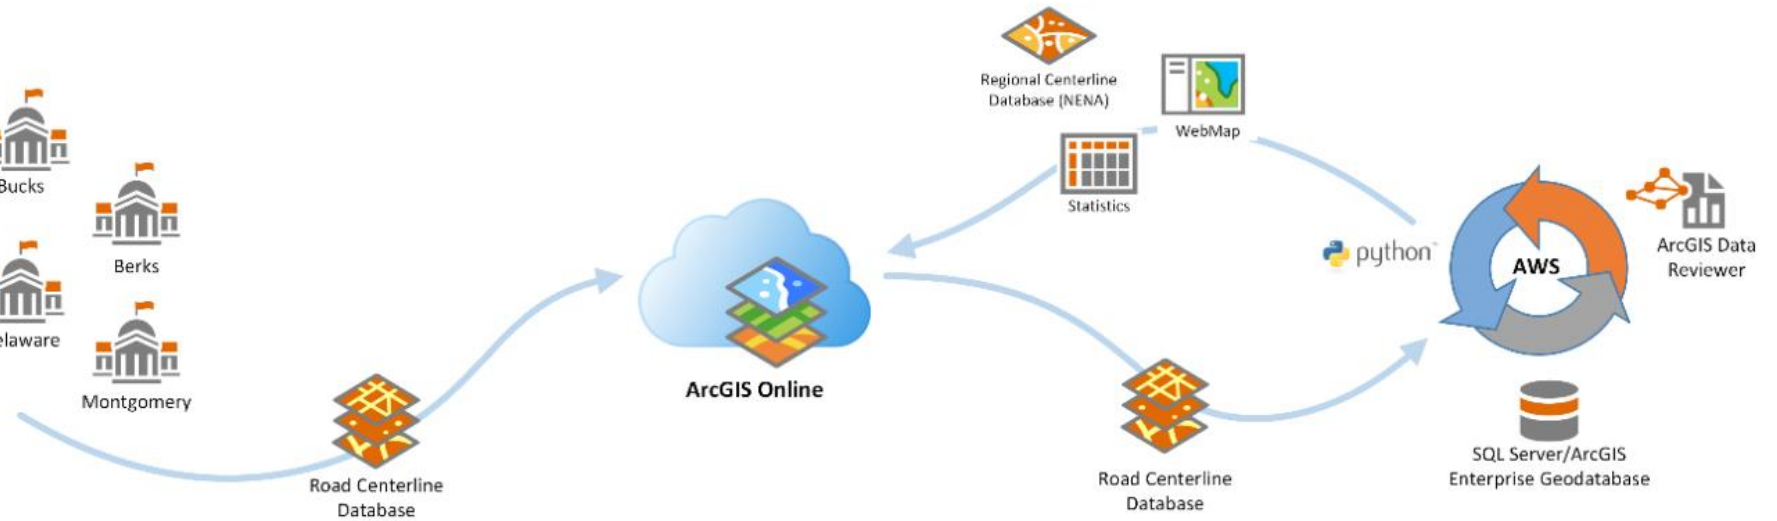 Bucks
Berks
elaware
Montgomery
Road Centerline
Database
ArcGIS Online
Regional Centerline
Database (NENA)
WebMap
Statistics
python
Road Centerline
Database
AWS
ArcGIS Data
Reviewer
SQL Server/ArcGIS
Enterprise Geodatabase